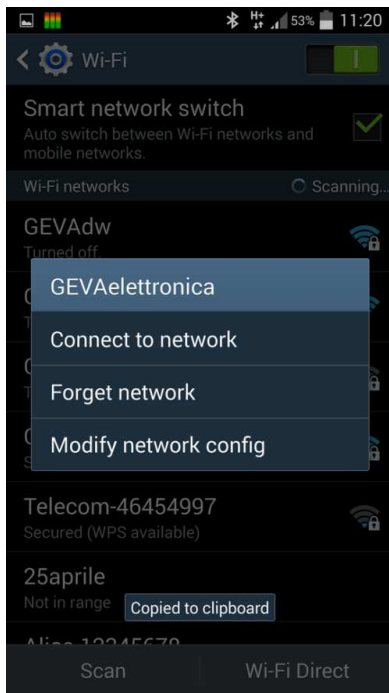 H+ 53% 11:20
Wi-Fi
Smart network switch
Auto switch between Wi-Fi networks and
mobile networks.
Wi-Fi networks Scanning...
GEVAdw
Turned off.
GEVAelettronica
Connect to network
Forget network
Modify network config
Telecom-46454997
Secured (WPS available)
25aprile
Not in range
Copied to clipboard
Scan Wi-Fi Direct